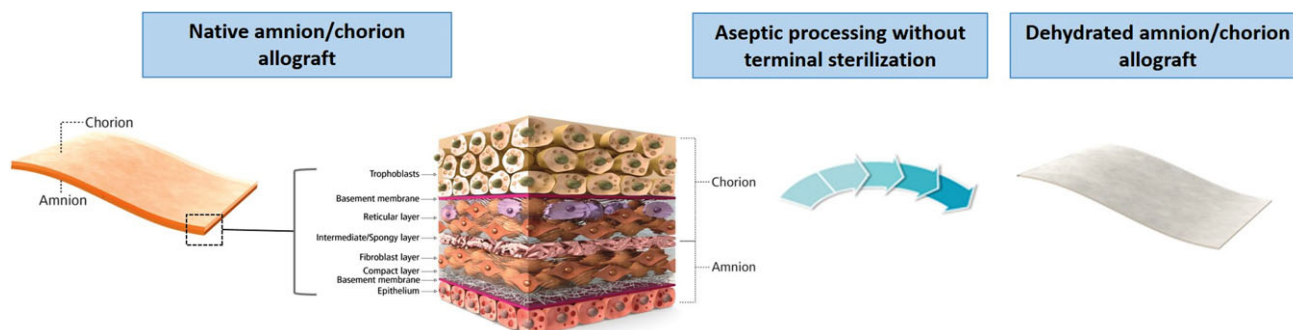 Native amnion/chorion
allograft
Aseptic processing without
terminal sterilization
Dehydrated amnion/chorion
allograft
Chorion
Amnion
Trophoblasts
Basement membrane
Reticular layer
Intermediate/Spongy layer
Fibroblast layer
Compact layer
Basement membrane
Epithelium
Chorion
Amnion